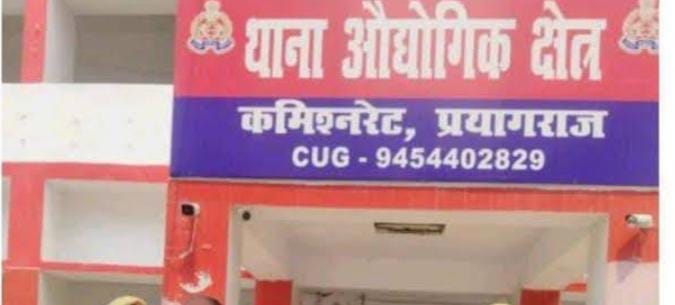 थाना औद्योगिक क्षेत्र
कमिश्नरेट, प्रयागराज
CUG - 9454402829